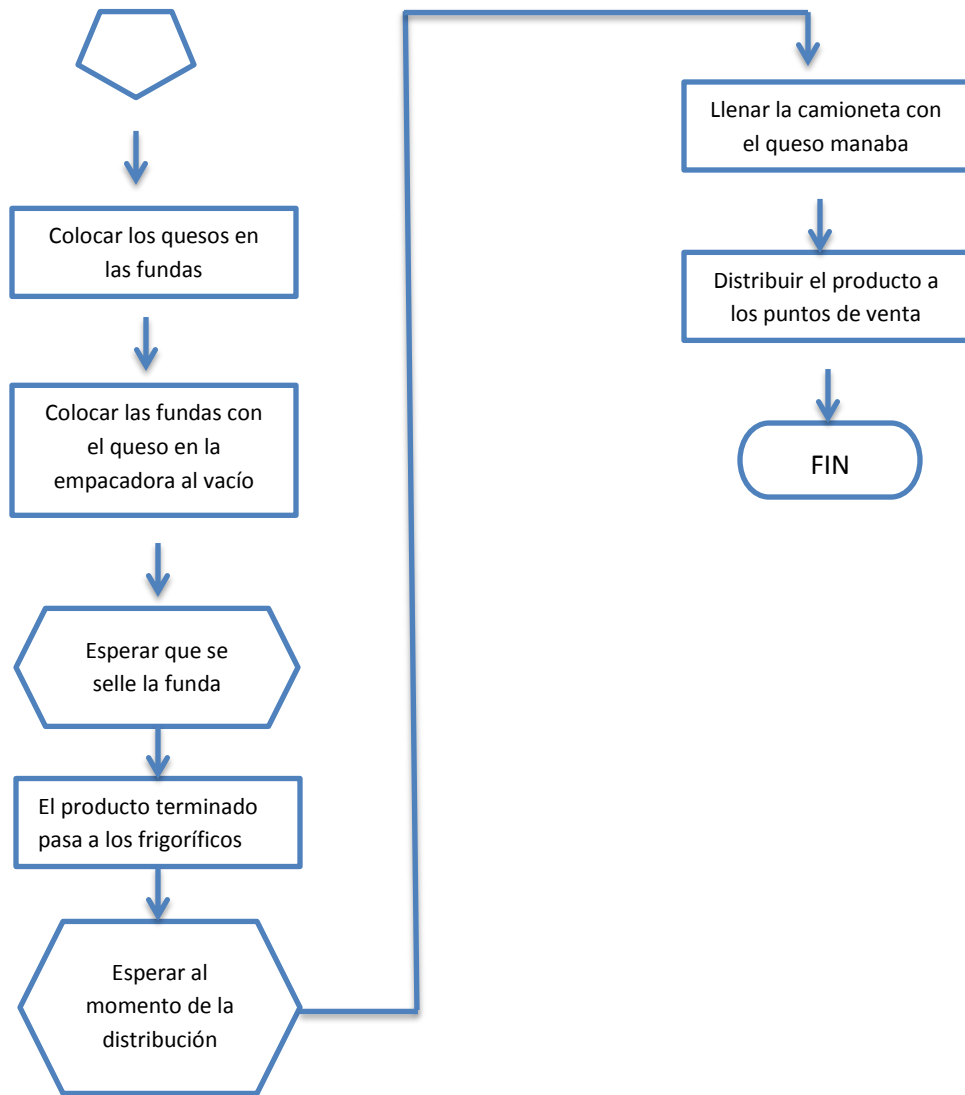 Colocar los quesos en
las fundas
Colocar las fundas con
el queso en la
empacadora al vacío
Esperar que se
selle la funda
El producto terminado
pasa a los frigoríficos
Esperar al
momento de la
distribución
Llenar la camioneta con
el queso manaba
Distribuir el producto a
los puntos de venta
FIN